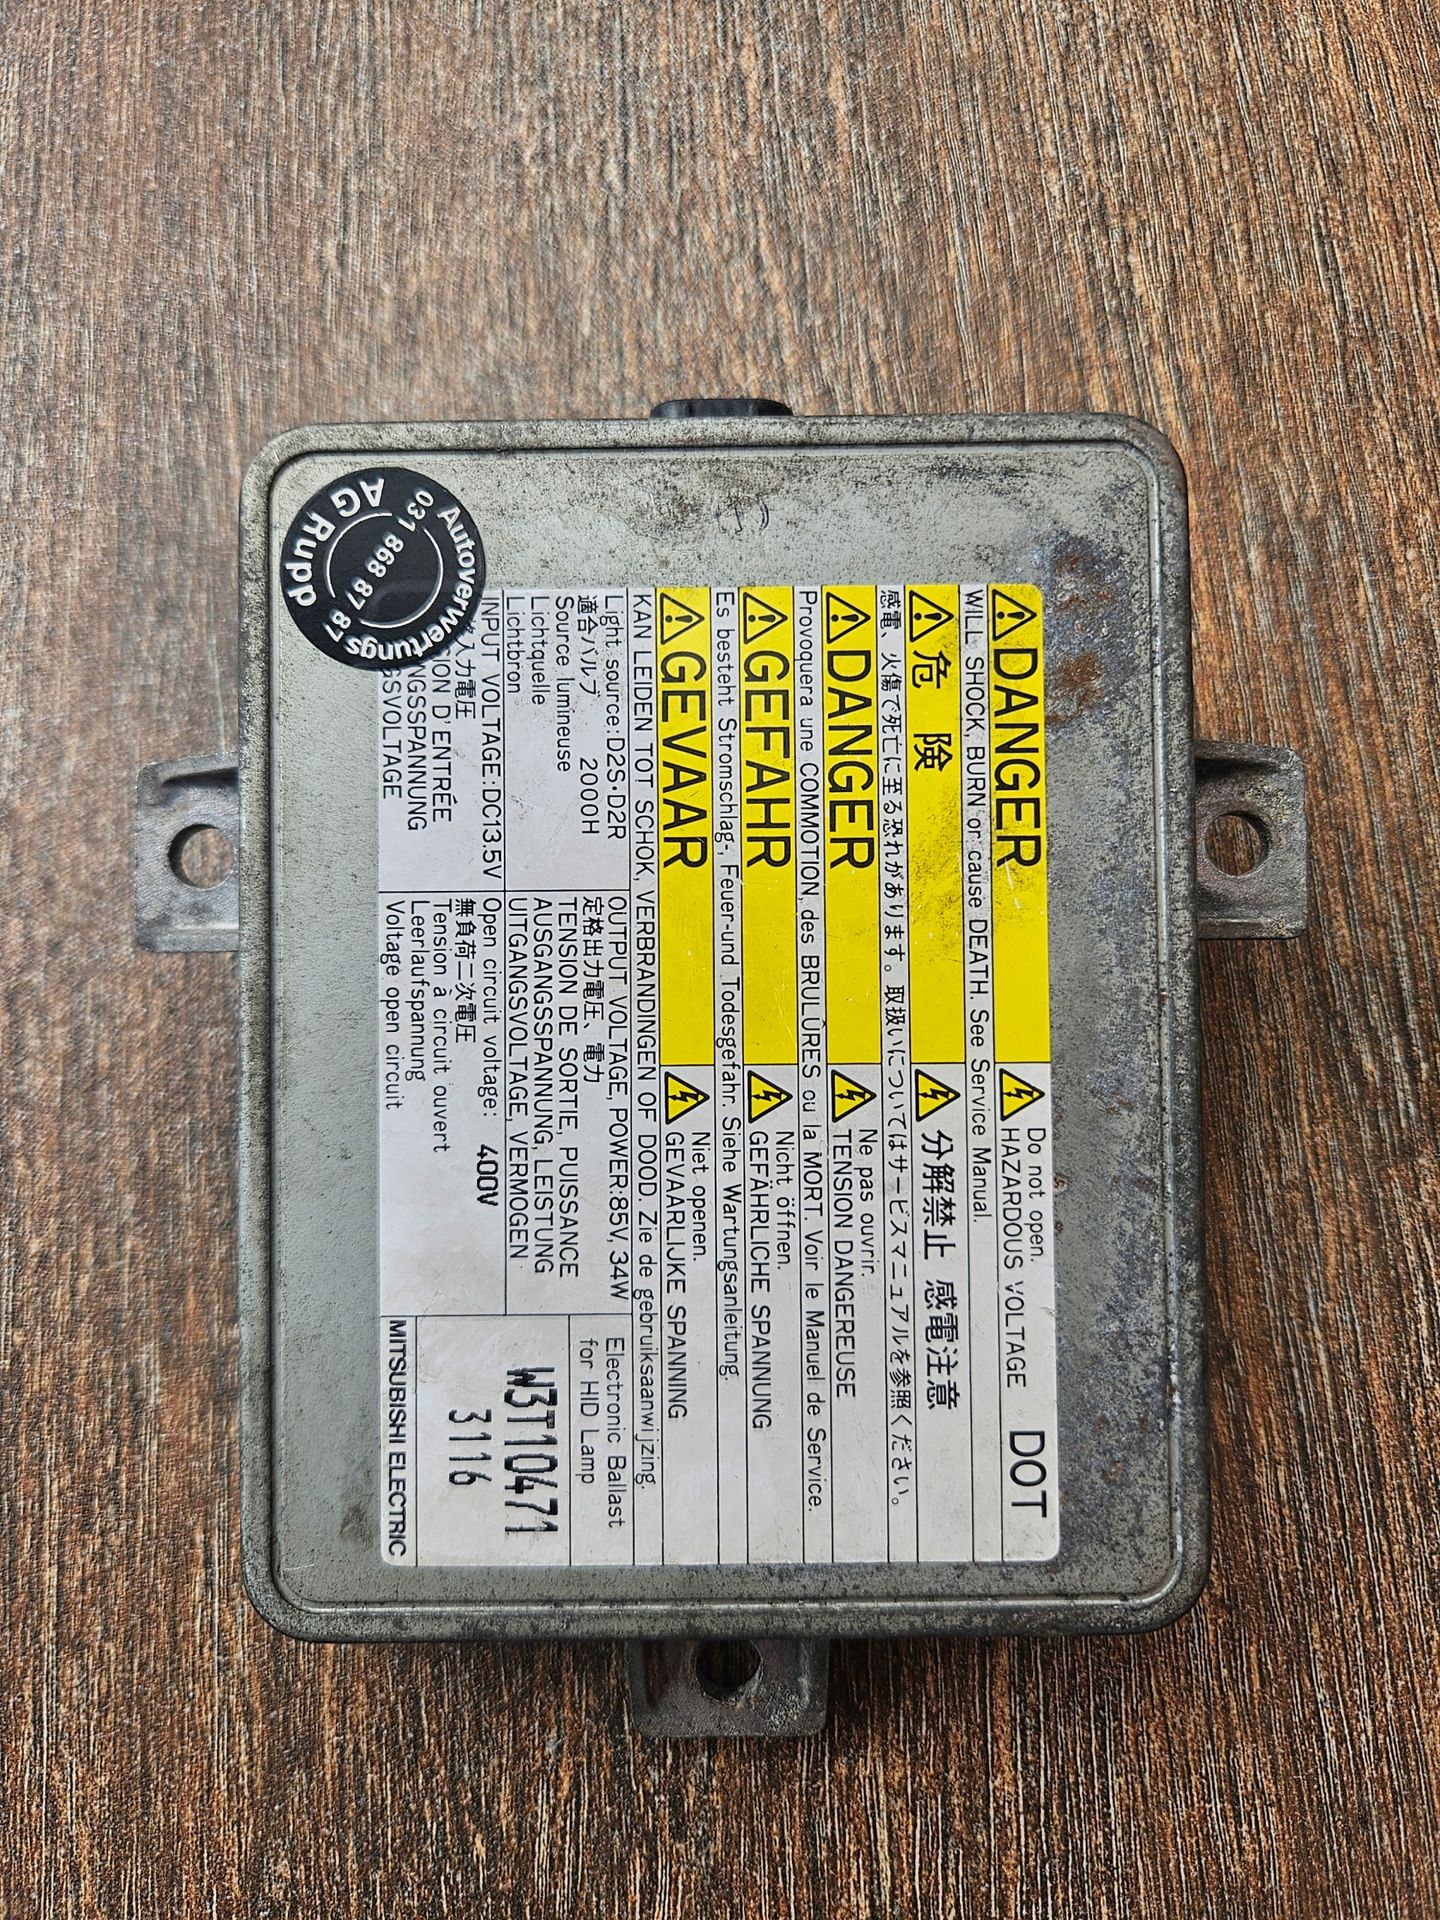 DANGER
Do not open.
HAZARDOUS VOLTAGE
DOT
WILL SHOCK, BURN or cause DEATH. See Service Manual.
危険
分解禁止 感電注意
感電、火傷で死亡に至る恐れがあります。取扱いについてはサービスマニュアルを参照ください。
DANGER
Ne pas ouvrir.
TENSION DANGEREUSE
Provoquera une COMMOTION, des BRULÛRES ou la MORT. Voir le Manuel de Service.
GEFAHR
Nicht öffnen.
GEFÄHRLICHE SPANNUNG
Es besteht Stromschlag-, Feuer-und Todesgefahr. Siehe Wartungsanleitung.
GEVAAR
Niet openen.
GEVAARLIJKE SPANNING
KAN LEIDEN TOT SCHOK, VERBRANDINGEN OF DOOD. Zie de gebruiksaanwijzing.
Light source:D2S・D2R
適合バルブ 2000H
Source lumineuse
Lichtquelle
Lichtbron
OUTPUT VOLTAGE, POWER:85V, 34W
定格出力電圧、電力
TENSION DE SORTIE, PUISSANCE
AUSGANGSSPANNUNG, LEISTUNG
UITGANGSVOLTAGE, VERMOGEN
Electronic Ballast
for HID Lamp
W3T10471
3116
INPUT VOLTAGE:DC13.5V
入力電圧
ION D'ENTRÉE
NGSSPANNUNG
GSVOLTAGE
Open circuit voltage: 400V
無負荷二次電圧
Tension à circuit ouvert
Leerlaufspannung
Voltage open circuit
MITSUBISHI ELECTRIC
Autoverwertungs
AG Rupp
031 868 87 87